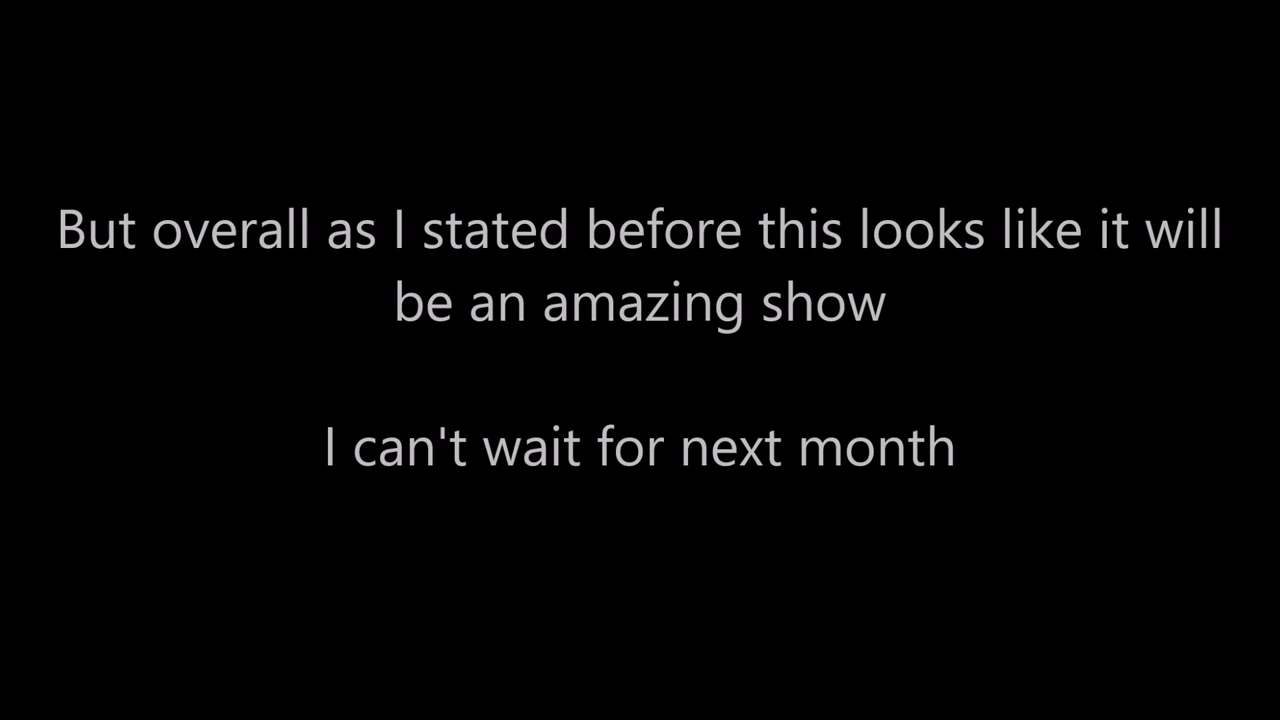 But overall as I stated before this looks like it will
be an amazing show
I can't wait for next month